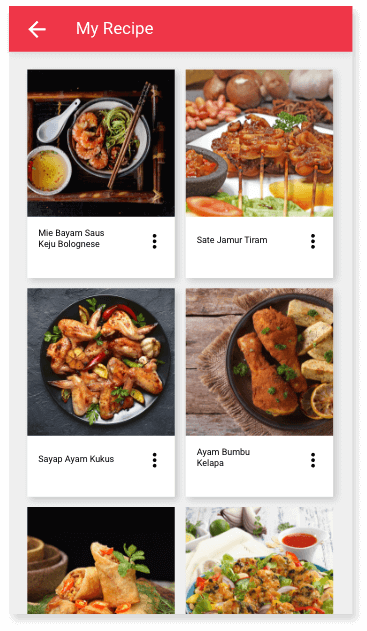 My Recipe
Mie Bayam Saus
Keju Bolognese
Sate Jamur Tiram
Sayap Ayam Kukus
Ayam Bumbu
Kelapa